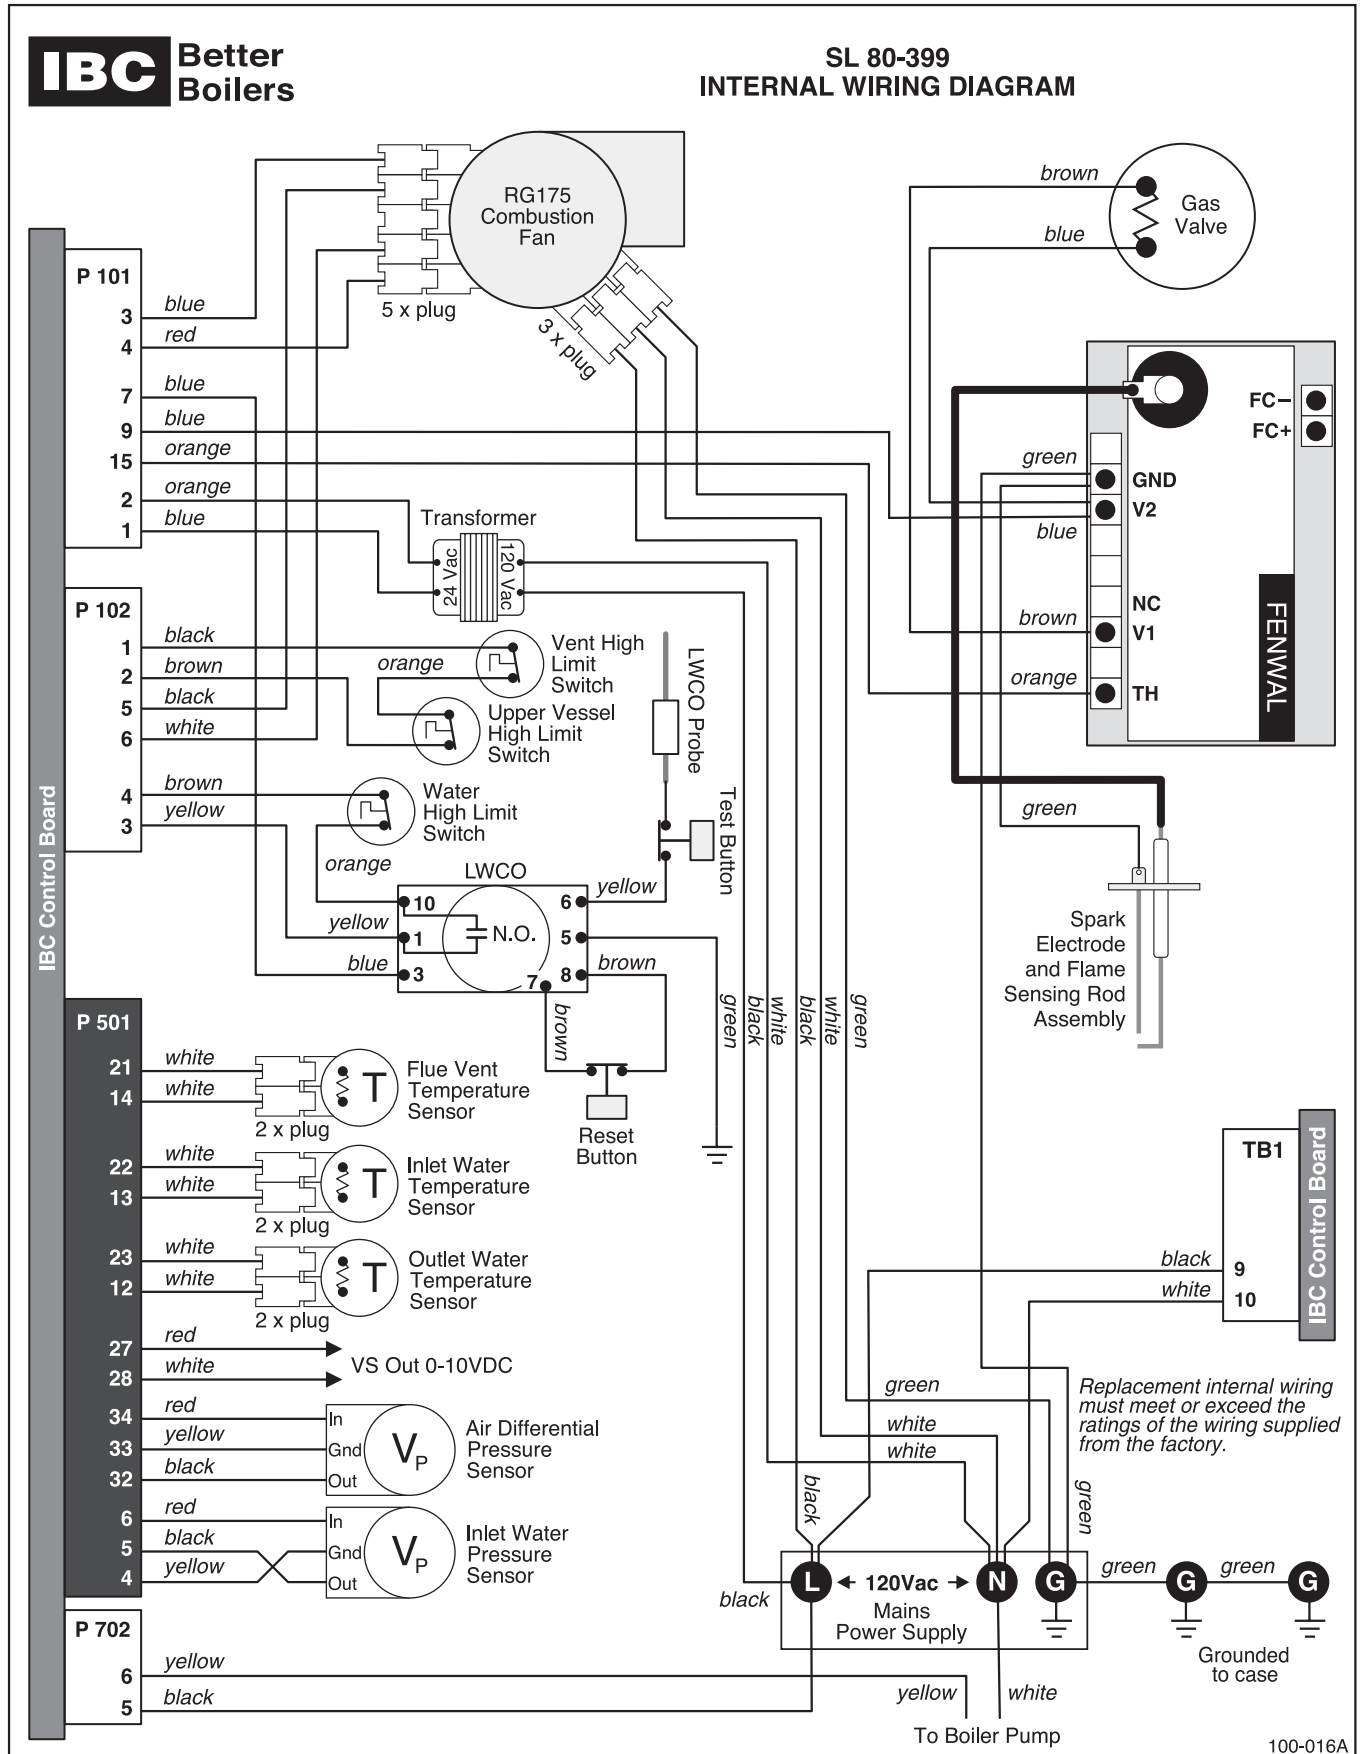 IBC Better
Boilers
SL 80-399
INTERNAL WIRING DIAGRAM
RG175
Combustion
Fan
5 x plug
3 x plug
brown
blue
Gas
Valve
IBC Control Board
P 101
3 blue
4 red
7 blue
9 blue
15 orange
2 orange
1 blue
Transformer
24 Vac
120 Vac
FC–
FC+
green
GND
V2
blue
NC
brown
V1
orange
TH
FENWAL
P 102
1 black
2 brown
5 black
6 white
4 brown
3 yellow
orange
Vent High
Limit
Switch
Upper Vessel
High Limit
Switch
Water
High Limit
Switch
orange
LWCO Probe
Test Button
LWCO
10
yellow
1
blue
3
N.O.
6
yellow
5
8
brown
7
brown
Reset
Button
green
black
white
black
white
green
green
Spark
Electrode
and Flame
Sensing Rod
Assembly
P 501
21 white
14 white
2 x plug
T
Flue Vent
Temperature
Sensor
22 white
13 white
2 x plug
T
Inlet Water
Temperature
Sensor
23 white
12 white
2 x plug
T
Outlet Water
Temperature
Sensor
27 red
28 white
VS Out 0-10VDC
34 red
33 yellow
32 black
In
Gnd
Out
VP
Air Differential
Pressure
Sensor
6 red
5 black
4 yellow
In
Gnd
Out
VP
Inlet Water
Pressure
Sensor
P 702
6 yellow
5 black
TB1
IBC Control Board
black 9
white 10
Replacement internal wiring
must meet or exceed the
ratings of the wiring supplied
from the factory.
green
white
white
black
green
black
L 120Vac N G green G green G
Mains
Power Supply
Grounded
to case
yellow
white
To Boiler Pump
100-016A